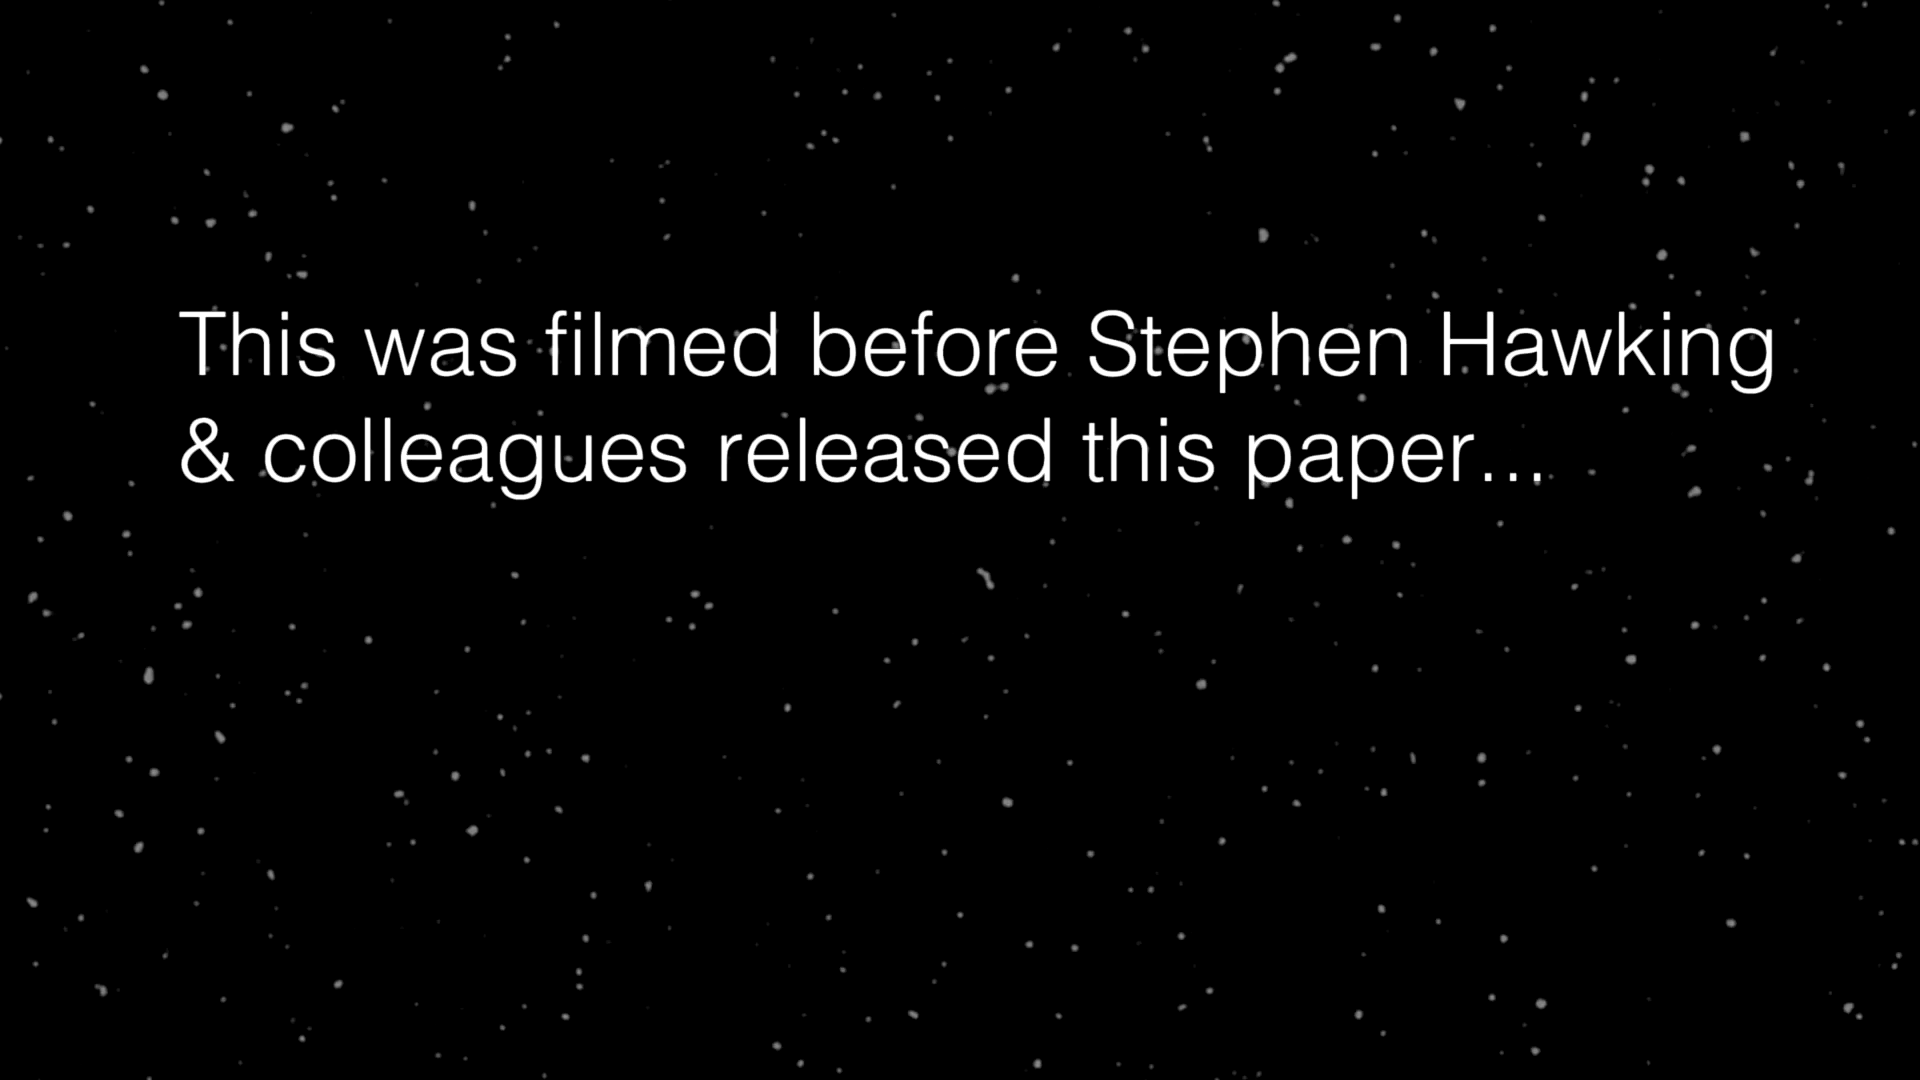 This was filmed before Stephen Hawking
& colleagues released this paper...